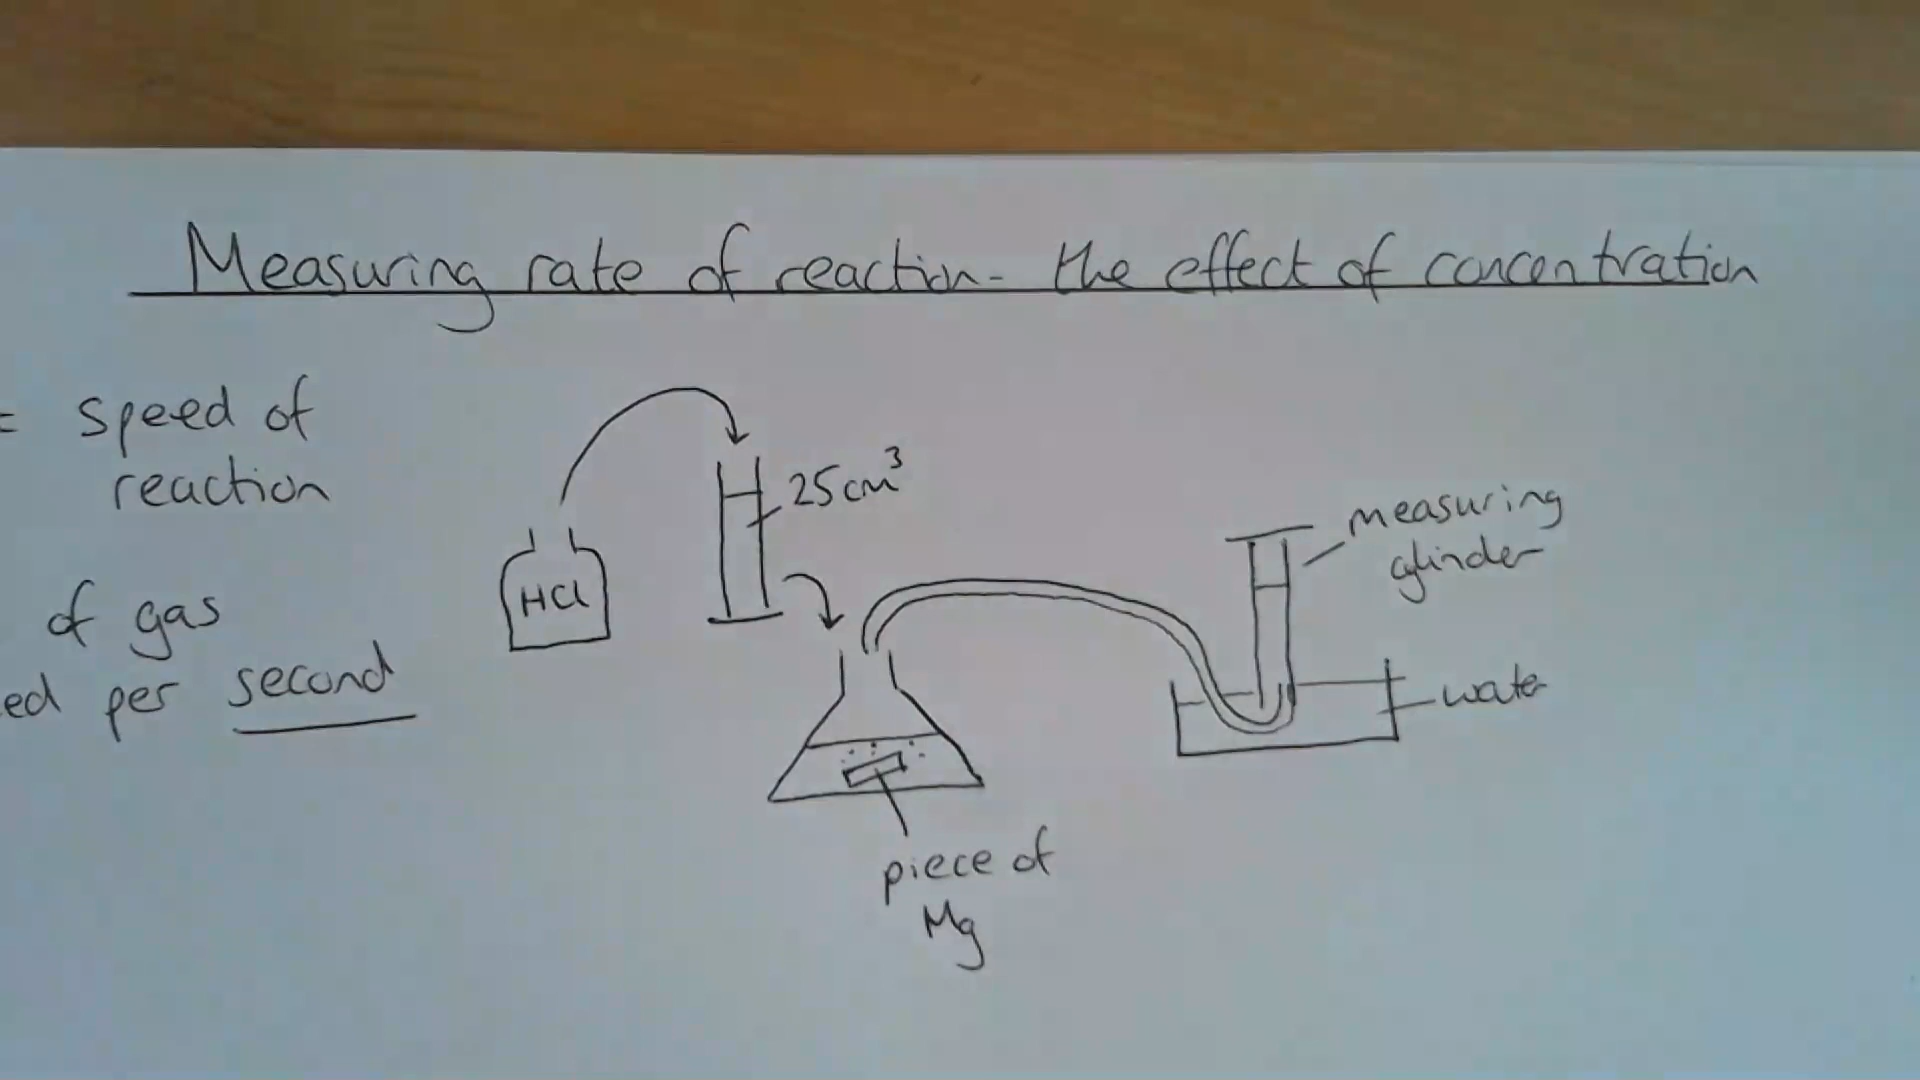 Measuring rate of reaction - the effect of concentration
= speed of
reaction
of gas
ed per second
HCl
25cm³
measuring
cylinder
water
piece of
Mg